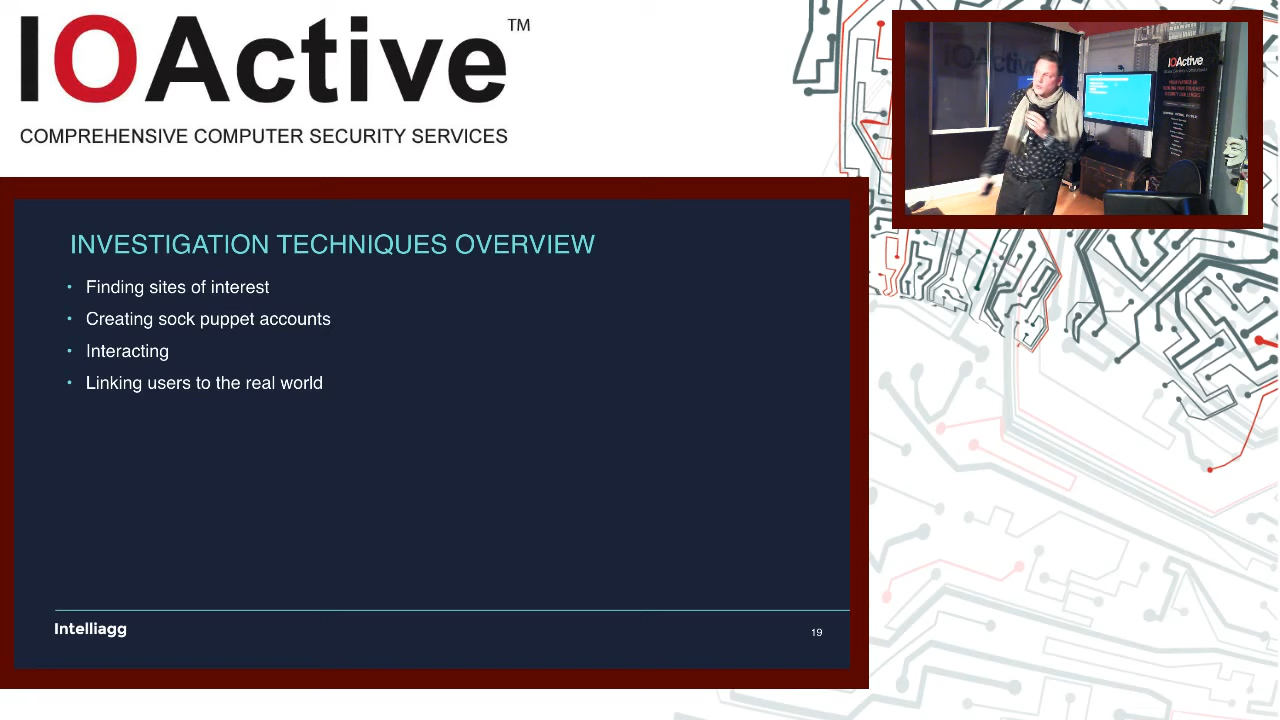 IOActive™
COMPREHENSIVE COMPUTER SECURITY SERVICES
IOActive
INVESTIGATION TECHNIQUES OVERVIEW
• Finding sites of interest
• Creating sock puppet accounts
• Interacting
• Linking users to the real world
Intelliagg
19